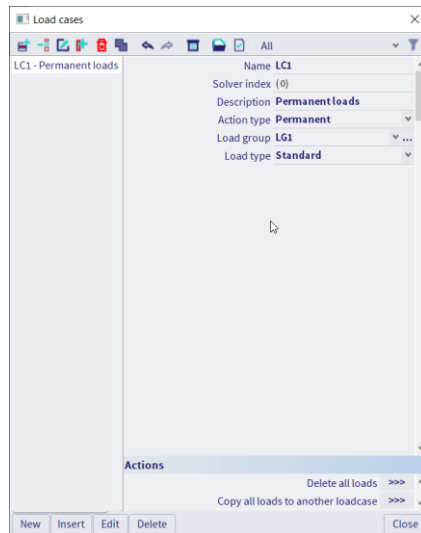 Load cases
All
LC1 - Permanent loads
Name LC1
Solver index (0)
Description Permanent loads
Action type Permanent
Load group LG1 ...
Load type Standard
Actions
Delete all loads >>>
Copy all loads to another loadcase >>>
New Insert Edit Delete Close